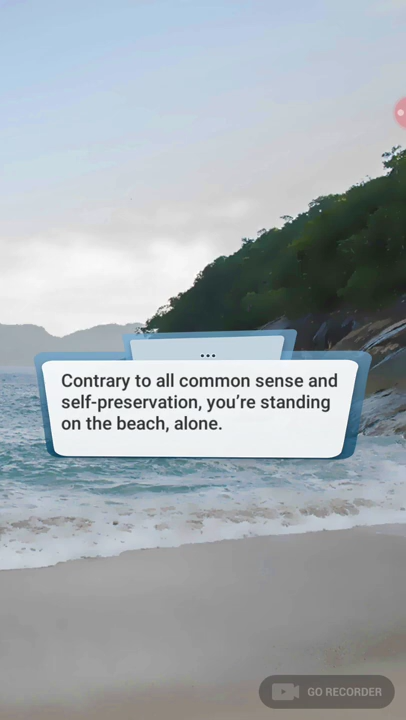 ...
Contrary to all common sense and
self-preservation, you’re standing
on the beach, alone.
GO RECORDER